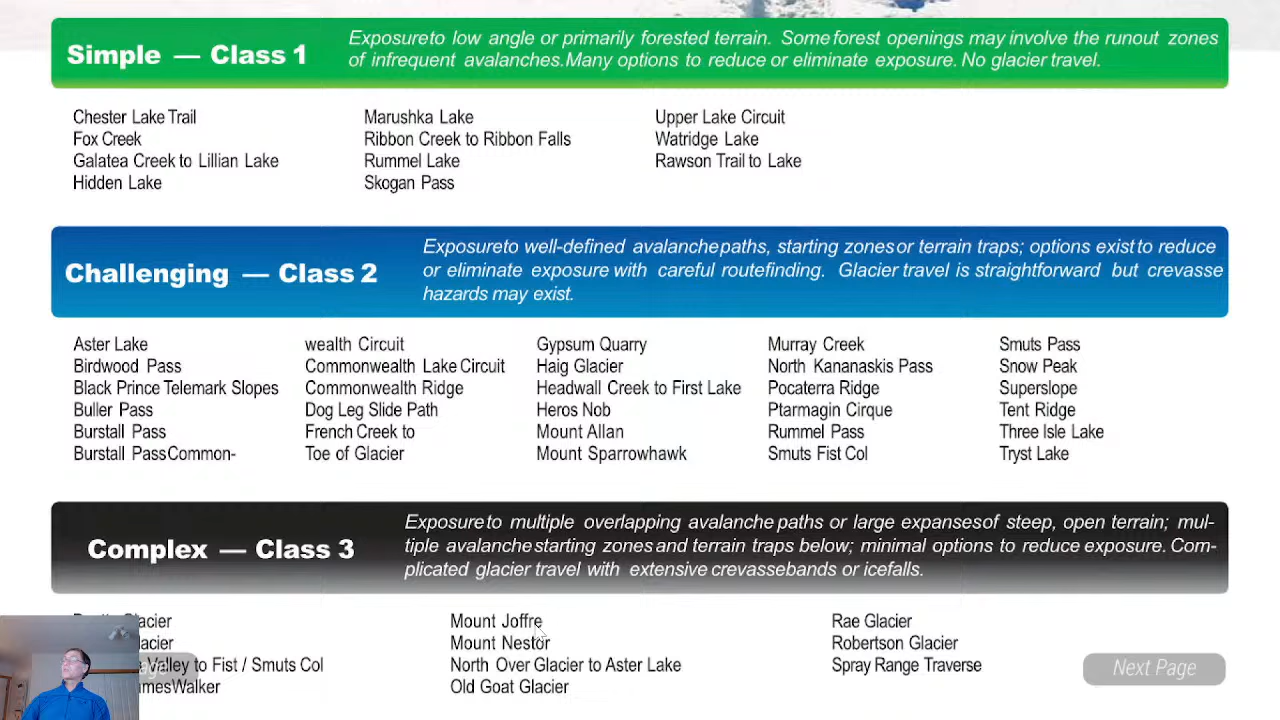 Simple — Class 1
Exposureto low angle or primarily forested terrain. Some forest openings may involve the runout zones
of infrequent avalanches.Many options to reduce or eliminate exposure. No glacier travel.
Chester Lake Trail
Fox Creek
Galatea Creek to Lillian Lake
Hidden Lake
Marushka Lake
Ribbon Creek to Ribbon Falls
Rummel Lake
Skogan Pass
Upper Lake Circuit
Watridge Lake
Rawson Trail to Lake
Challenging — Class 2
Exposureto well-defined avalanchepaths, starting zonesor terrain traps; options existto reduce
or eliminate exposure with careful routefinding. Glacier travel is straightforward but crevasse
hazards may exist.
Aster Lake
Birdwood Pass
Black Prince Telemark Slopes
Buller Pass
Burstall Pass
Burstall PassCommon-
wealth Circuit
Commonwealth Lake Circuit
Commonwealth Ridge
Dog Leg Slide Path
French Creek to
Toe of Glacier
Gypsum Quarry
Haig Glacier
Headwall Creek to First Lake
Heros Nob
Mount Allan
Mount Sparrowhawk
Murray Creek
North Kananaskis Pass
Pocaterra Ridge
Ptarmagin Cirque
Rummel Pass
Smuts Fist Col
Smuts Pass
Snow Peak
Superslope
Tent Ridge
Three Isle Lake
Tryst Lake
Complex — Class 3
Exposureto multiple overlapping avalanche paths or large expansesof steep, open terrain; mul-
tiple avalanchestarting zonesand terrain traps below; minimal options to reduce exposure. Com-
plicated glacier travel with extensive crevassebands or icefalls.
Glacier
Glacier
Valley to Fist / Smuts Col
Walker
Mount Joffre
Mount Nestor
North Over Glacier to Aster Lake
Old Goat Glacier
Rae Glacier
Robertson Glacier
Spray Range Traverse
Next Page